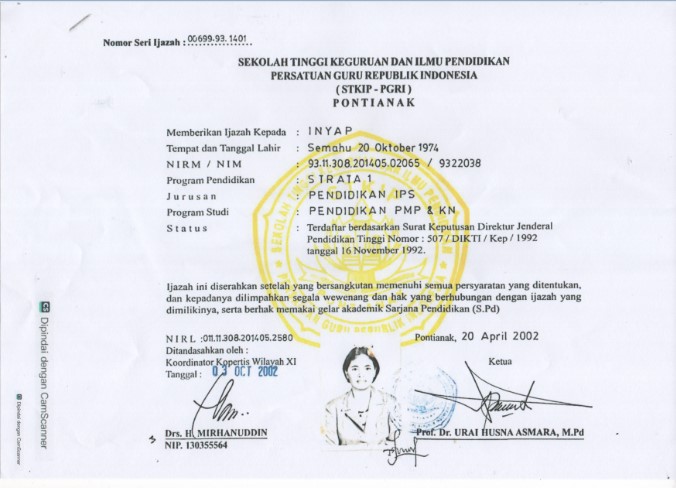 Nomor Seri Ijazah : 00699.93.1401
SEKOLAH TINGGI KEGURUAN DAN ILMU PENDIDIKAN
PERSATUAN GURU REPUBLIK INDONESIA
( STKIP - PGRI )
PONTIANAK
Memberikan Ijazah Kepada : INYAP
Tempat dan Tanggal Lahir : Semahu 20 Oktober 1974
NIRM / NIM : 93.11.308.201405.02065 / 9322038
Program Pendidikan : STRATA 1
Jurusan : PENDIDIKAN IPS
Program Studi : PENDIDIKAN PMP & KN
Status : Terdaftar berdasarkan Surat Keputusan Direktur Jenderal
Pendidikan Tinggi Nomor : 507 / DIKTI / Kep / 1992
tanggal 16 November 1992.
Ijazah ini diserahkan setelah yang bersangkutan memenuhi semua persyaratan yang ditentukan,
dan kepadanya dilimpahkan segala wewenang dan hak yang berhubungan dengan ijazah yang
dimilikinya, serta berhak memakai gelar akademik Sarjana Pendidikan (S.Pd)
NIRL :011.11.308.201405.2580
Ditandasahkan oleh :
Koordinator Kopertis Wilayah XI
Tanggal : 03 OCT 2002
Drs. H. MIRHANUDDIN
NIP. 130355564
Pontianak, 20 April 2002
Ketua
Prof. Dr. URAI HUSNA ASMARA, M.Pd
CS Dipindai dengan CamScanner
CS Dipindai dengan CamScanner